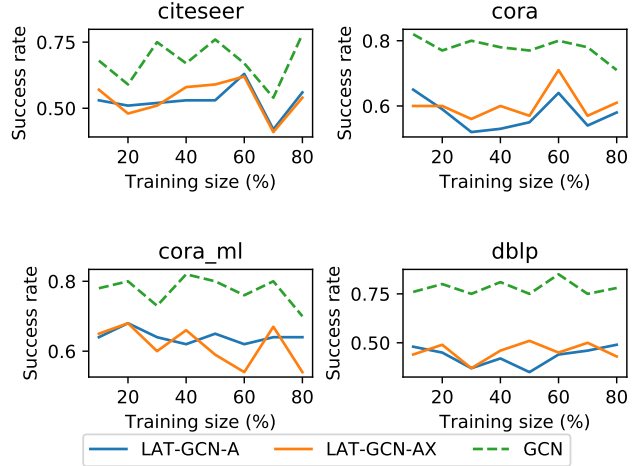 citeseer
cora
Success rate
0.75
0.50
20 40 60 80
Training size (%)
Success rate
0.8
0.6
20 40 60 80
Training size (%)
cora_ml
dblp
Success rate
0.8
0.6
20 40 60 80
Training size (%)
Success rate
0.75
0.50
20 40 60 80
Training size (%)
LAT-GCN-A LAT-GCN-AX GCN